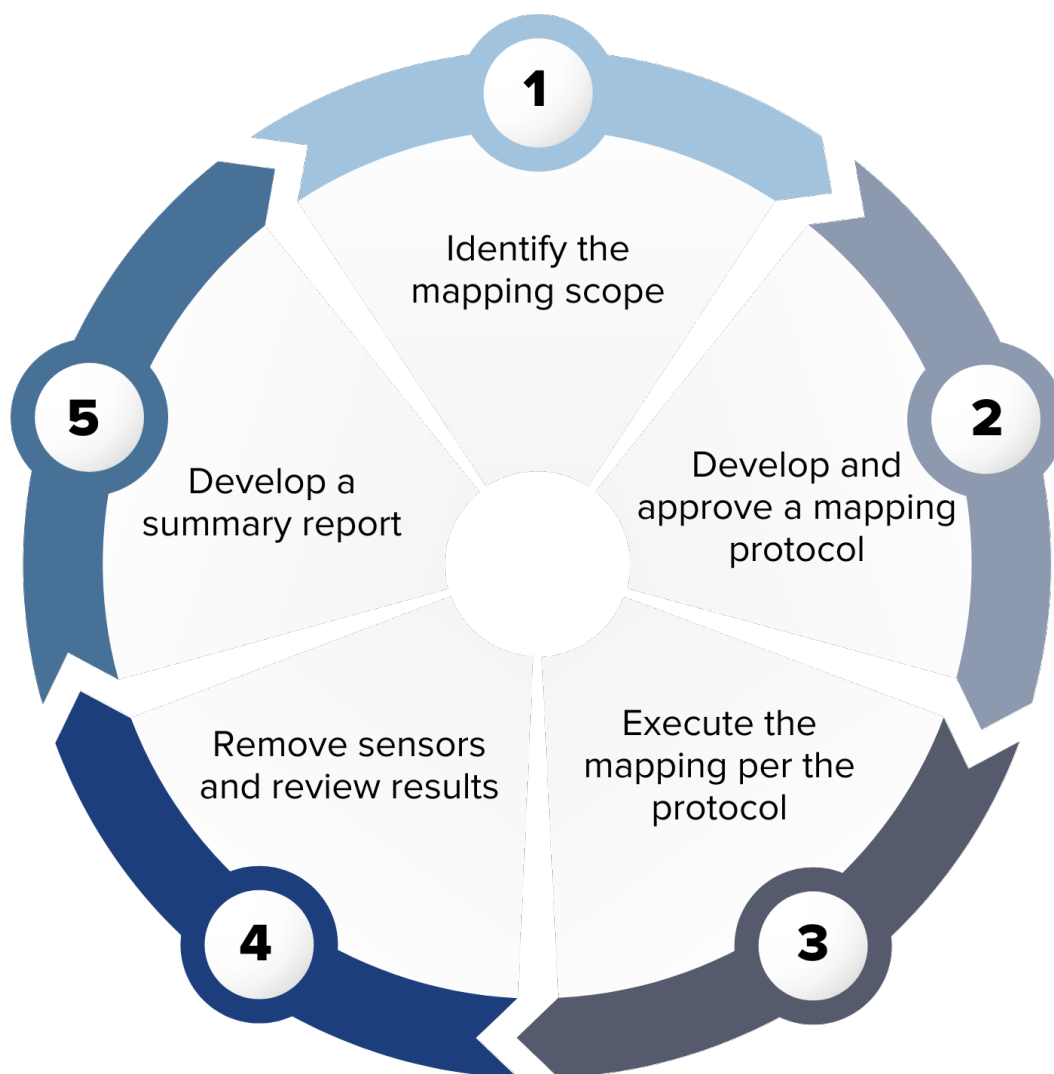 1
Identify the
mapping scope
2
Develop and
approve a mapping
protocol
3
Execute the
mapping per the
protocol
4
Remove sensors
and review results
5
Develop a
summary report